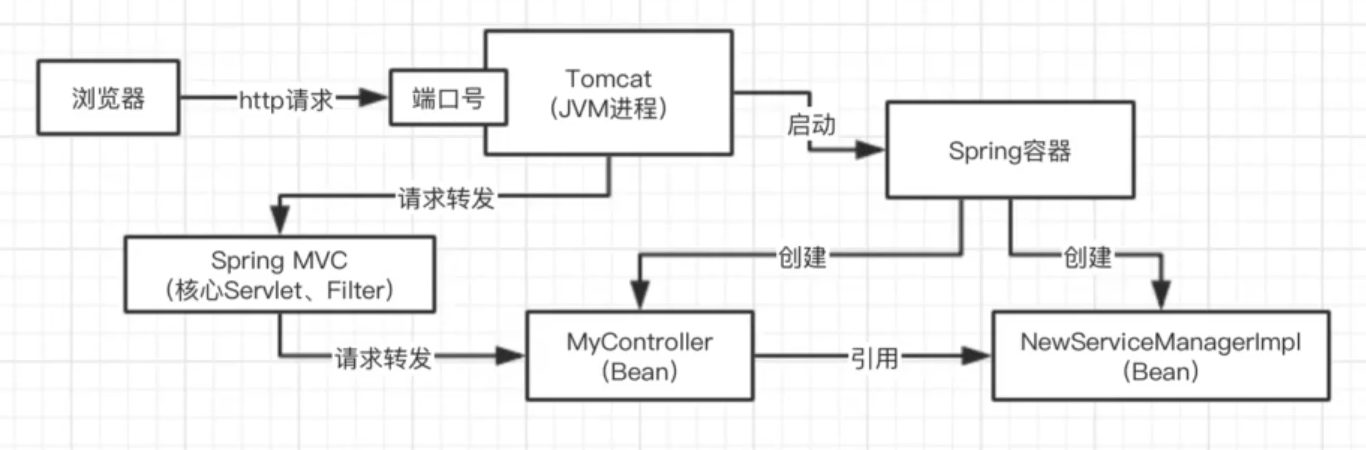 浏览器
http请求
端口号
Tomcat
（JVM进程）
启动
Spring容器
请求转发
Spring MVC
（核心Servlet、Filter）
创建
创建
请求转发
MyController
（Bean）
引用
NewServiceManagerImpl
（Bean）